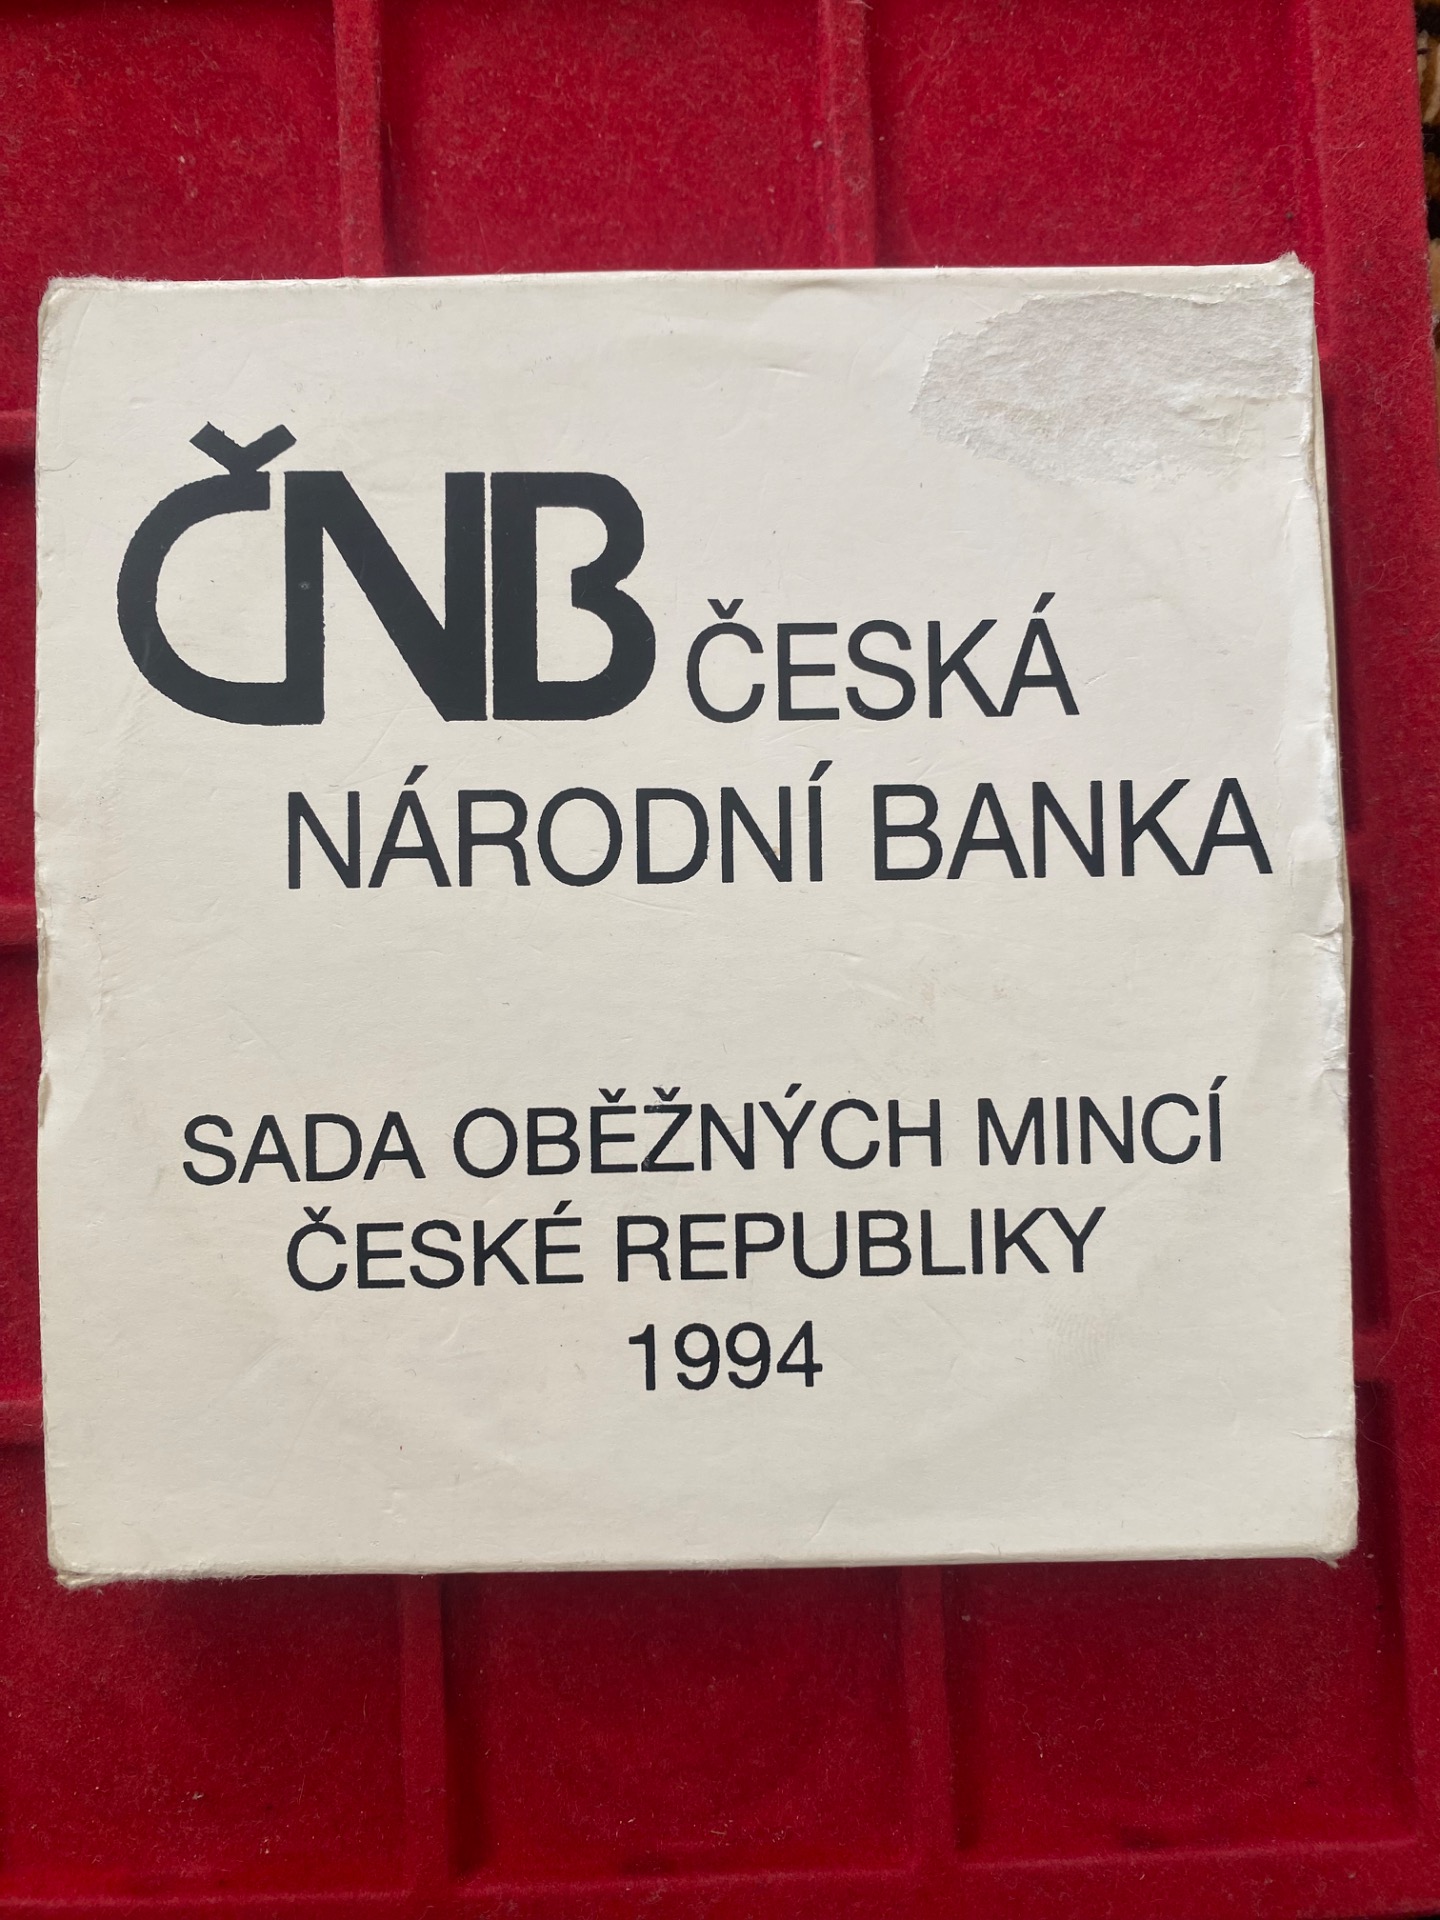 ČNB ČESKÁ
NÁRODNÍ BANKA
SADA OBĚŽNÝCH MINCÍ
ČESKÉ REPUBLIKY
1994